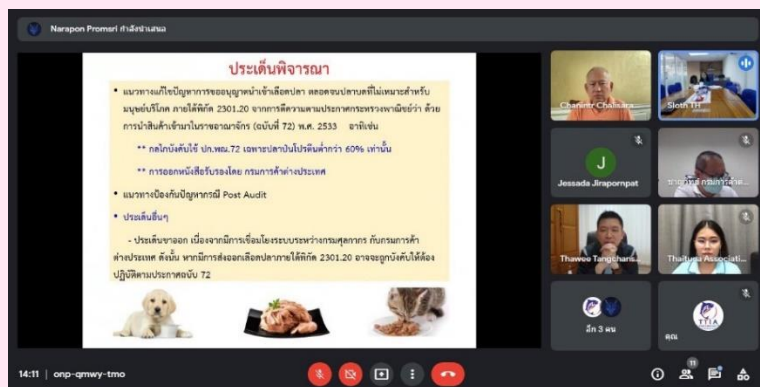 Narapon Promsri กำลังนำเสนอ
ประเด็นพิจารณา
• แนวทางแก้ไขปัญหาการขออนุญาตนำเข้าเลือดปลา ตลอดจนปลาบดที่ไม่เหมาะสำหรับ
มนุษย์บริโภค ภายใต้พิกัด 2301.20 จากการตีความตามประกาศกระทรวงพาณิชย์ว่า ด้วย
การนำสินค้าเข้ามาในราชอาณาจักร (ฉบับที่ 72) พ.ศ. 2533 อาทิเช่น
** กลไกบังคับใช้ ปก.พณ.72 เฉพาะปลาป่นโปรตีนต่ำกว่า 60% เท่านั้น
** การออกหนังสือรับรองโดย กรมการค้าต่างประเทศ
• แนวทางป้องกันปัญหากรณี Post Audit
• ประเด็นอื่นๆ
- ประเด็นขาออก เนื่องจากมีการเชื่อมโยงระบบระหว่างกรมศุลกากร กับกรมการค้า
ต่างประเทศ ดังนั้น หากมีการส่งออกเลือดปลาภายใต้พิกัด 2301.20 อาจจะถูกบังคับให้ต้อง
ปฏิบัติตามประกาศฉบับ 72
Chanintr Chalisara...
Sloth TH
J
Jessada Jirapornpat
Thawee Tangchans...
Thaituna Associati...
อีก 3 คน
TTIA
คุณ
14:11 | onp-qmwy-tmo
11